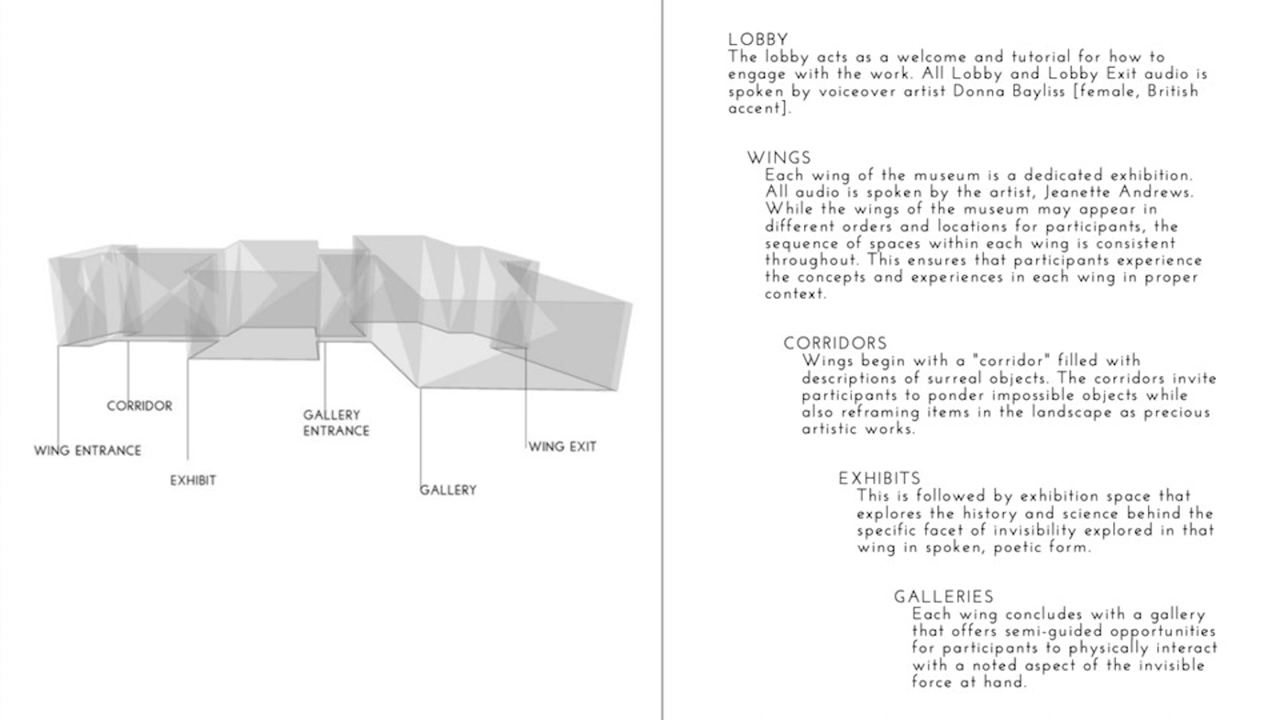 CORRIDOR
GALLERY
ENTRANCE
WING ENTRANCE
WING EXIT
EXHIBIT
GALLERY
LOBBY
The lobby acts as a welcome and tutorial for how to
engage with the work. All Lobby and Lobby Exit audio is
spoken by voiceover artist Donna Bayliss [female, British
accent].
WINGS
Each wing of the museum is a dedicated exhibition.
All audio is spoken by the artist, Jeanette Andrews.
While the wings of the museum may appear in
different orders and locations for participants, the
sequence of spaces within each wing is consistent
throughout. This ensures that participants experience
the concepts and experiences in each wing in proper
context.
CORRIDORS
Wings begin with a "corridor" filled with
descriptions of surreal objects. The corridors invite
participants to ponder impossible objects while
also reframing items in the landscape as precious
artistic works.
EXHIBITS
This is followed by exhibition space that
explores the history and science behind the
specific facet of invisibility explored in that
wing in spoken, poetic form.
GALLERIES
Each wing concludes with a gallery
that offers semi-guided opportunities
for participants to physically interact
with a noted aspect of the invisible
force at hand.